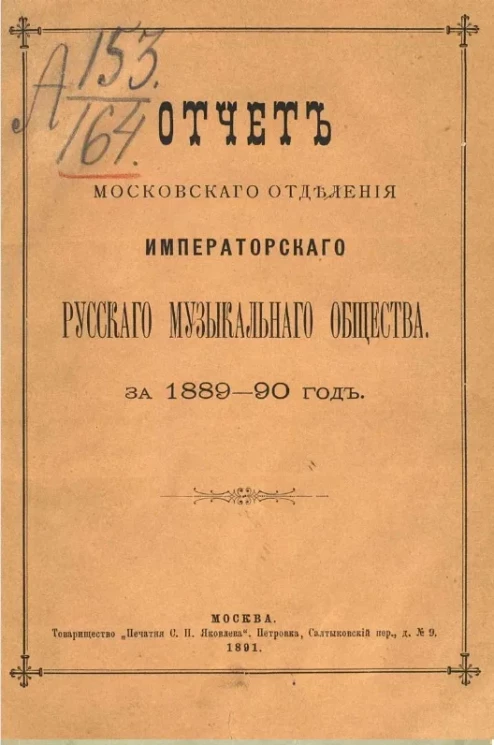 А 153.
164.
ОТЧЕТЪ
МОСКОВСКАГО ОТДѢЛЕНІЯ
ИМПЕРАТОРСКАГО
РУССКАГО МУЗЫКАЛЬНАГО ОБЩЕСТВА.
ЗА 1889—90 ГОДЪ.
МОСКВА.
Товарищество „Печатня С. П. Яковлева“, Петровка, Салтыковскій пер., д. № 9.
1891.